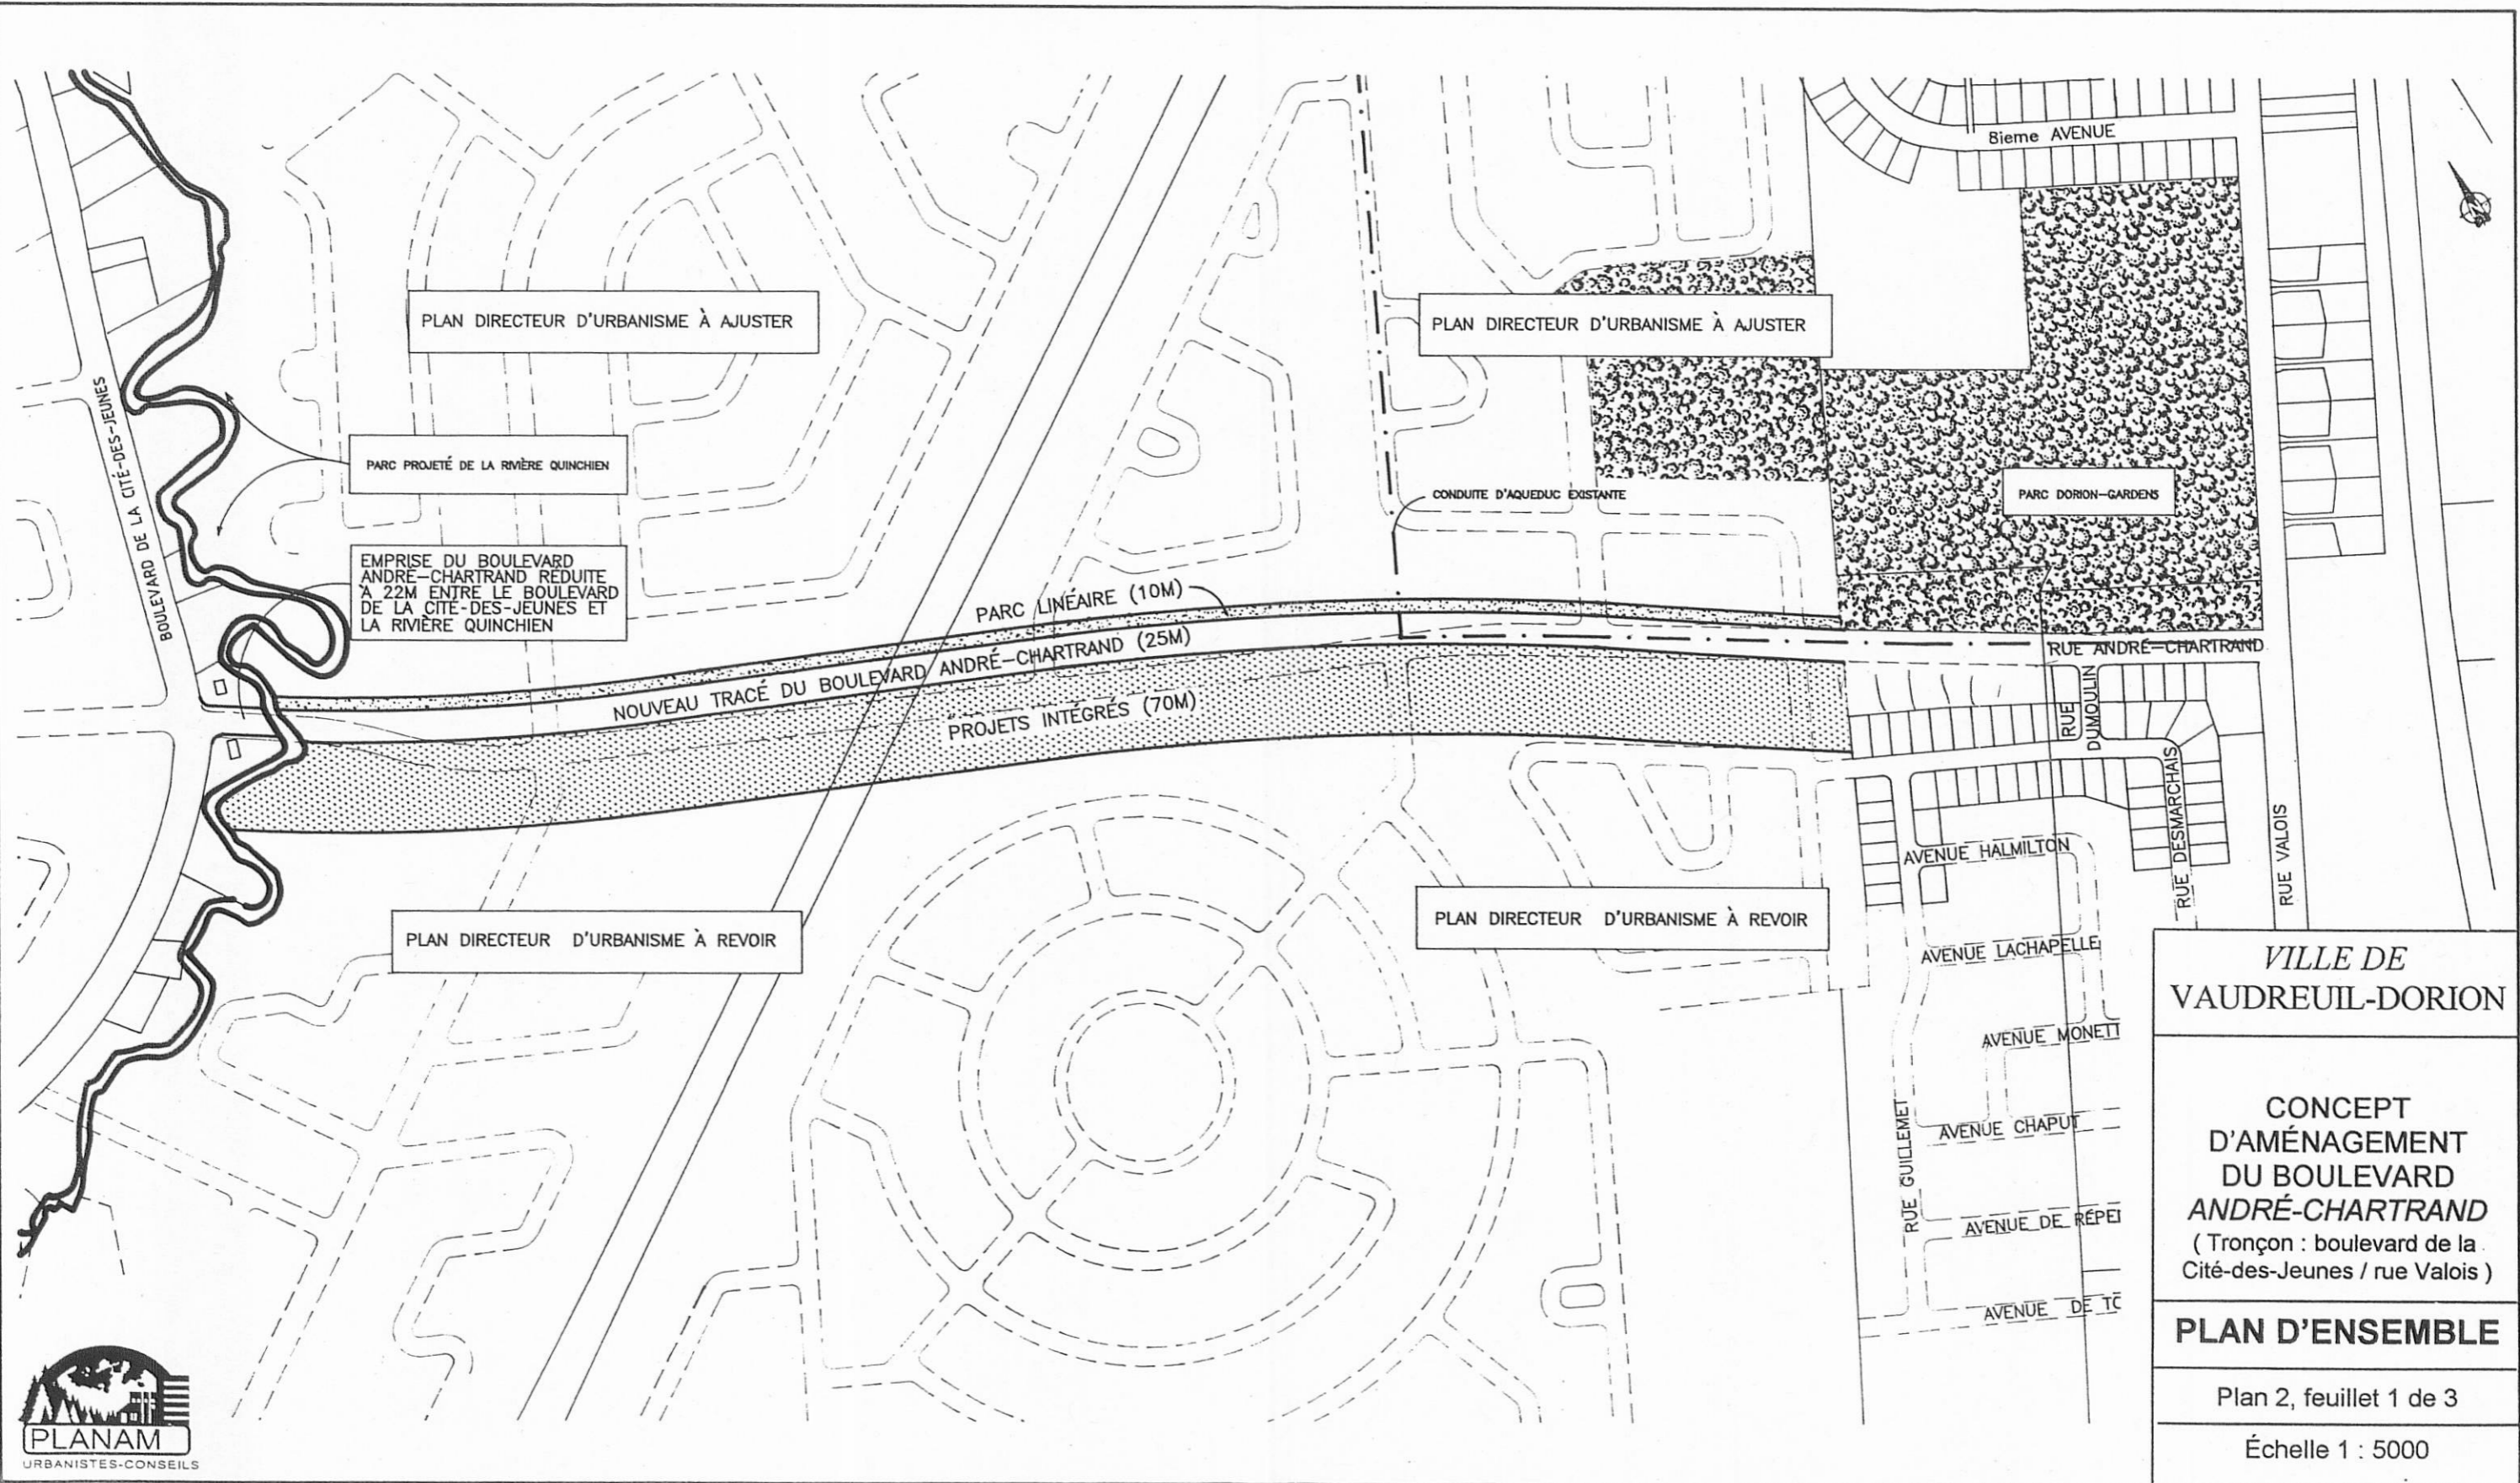 8ieme AVENUE
PLAN DIRECTEUR D'URBANISME À AJUSTER
PLAN DIRECTEUR D'URBANISME À AJUSTER
BOULEVARD DE LA CITÉ-DES-JEUNES
PARC PROJETÉ DE LA RIVIÈRE QUINCHIEN
CONDUITE D'AQUEDUC EXISTANTE
PARC DORION-GARDENS
EMPRISE DU BOULEVARD
ANDRÉ-CHARTRAND RÉDUITE
À 22M ENTRE LE BOULEVARD
DE LA CITÉ-DES-JEUNES ET
LA RIVIÈRE QUINCHIEN
PARC LINÉAIRE (10M)
NOUVEAU TRACÉ DU BOULEVARD ANDRÉ-CHARTRAND (25M)
PROJETS INTÉGRÉS (70M)
RUE ANDRÉ-CHARTRAND
RUE
DUMOULIN
RUE DESMARCHAIS
RUE VALOIS
AVENUE HALMILTON
PLAN DIRECTEUR D'URBANISME À REVOIR
PLAN DIRECTEUR D'URBANISME À REVOIR
AVENUE LACHAPELLE
AVENUE MONETT
RUE GUILLEMET
AVENUE CHAPUT
AVENUE DE RÉPE
AVENUE DE TO
VILLE DE
VAUDREUIL-DORION
CONCEPT
D'AMÉNAGEMENT
DU BOULEVARD
ANDRÉ-CHARTRAND
( Tronçon : boulevard de la
Cité-des-Jeunes / rue Valois )
PLAN D'ENSEMBLE
Plan 2, feuillet 1 de 3
Échelle 1 : 5000
PLANAM
URBANISTES-CONSEILS